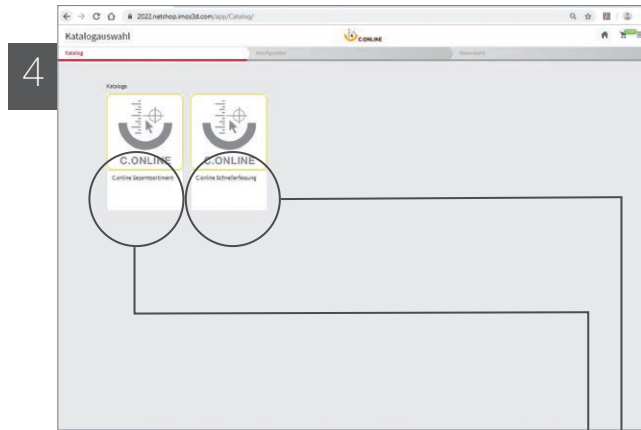 4
2022.netshop.imos3d.com/app/Catalog/
Katalogauswahl
C.ONLINE
Katalog
Konfigurator
Warenkorb
Kataloge
C.ONLINE
C.ONLINE
C.online Gesamtsortiment
C.online Schnellerfassung